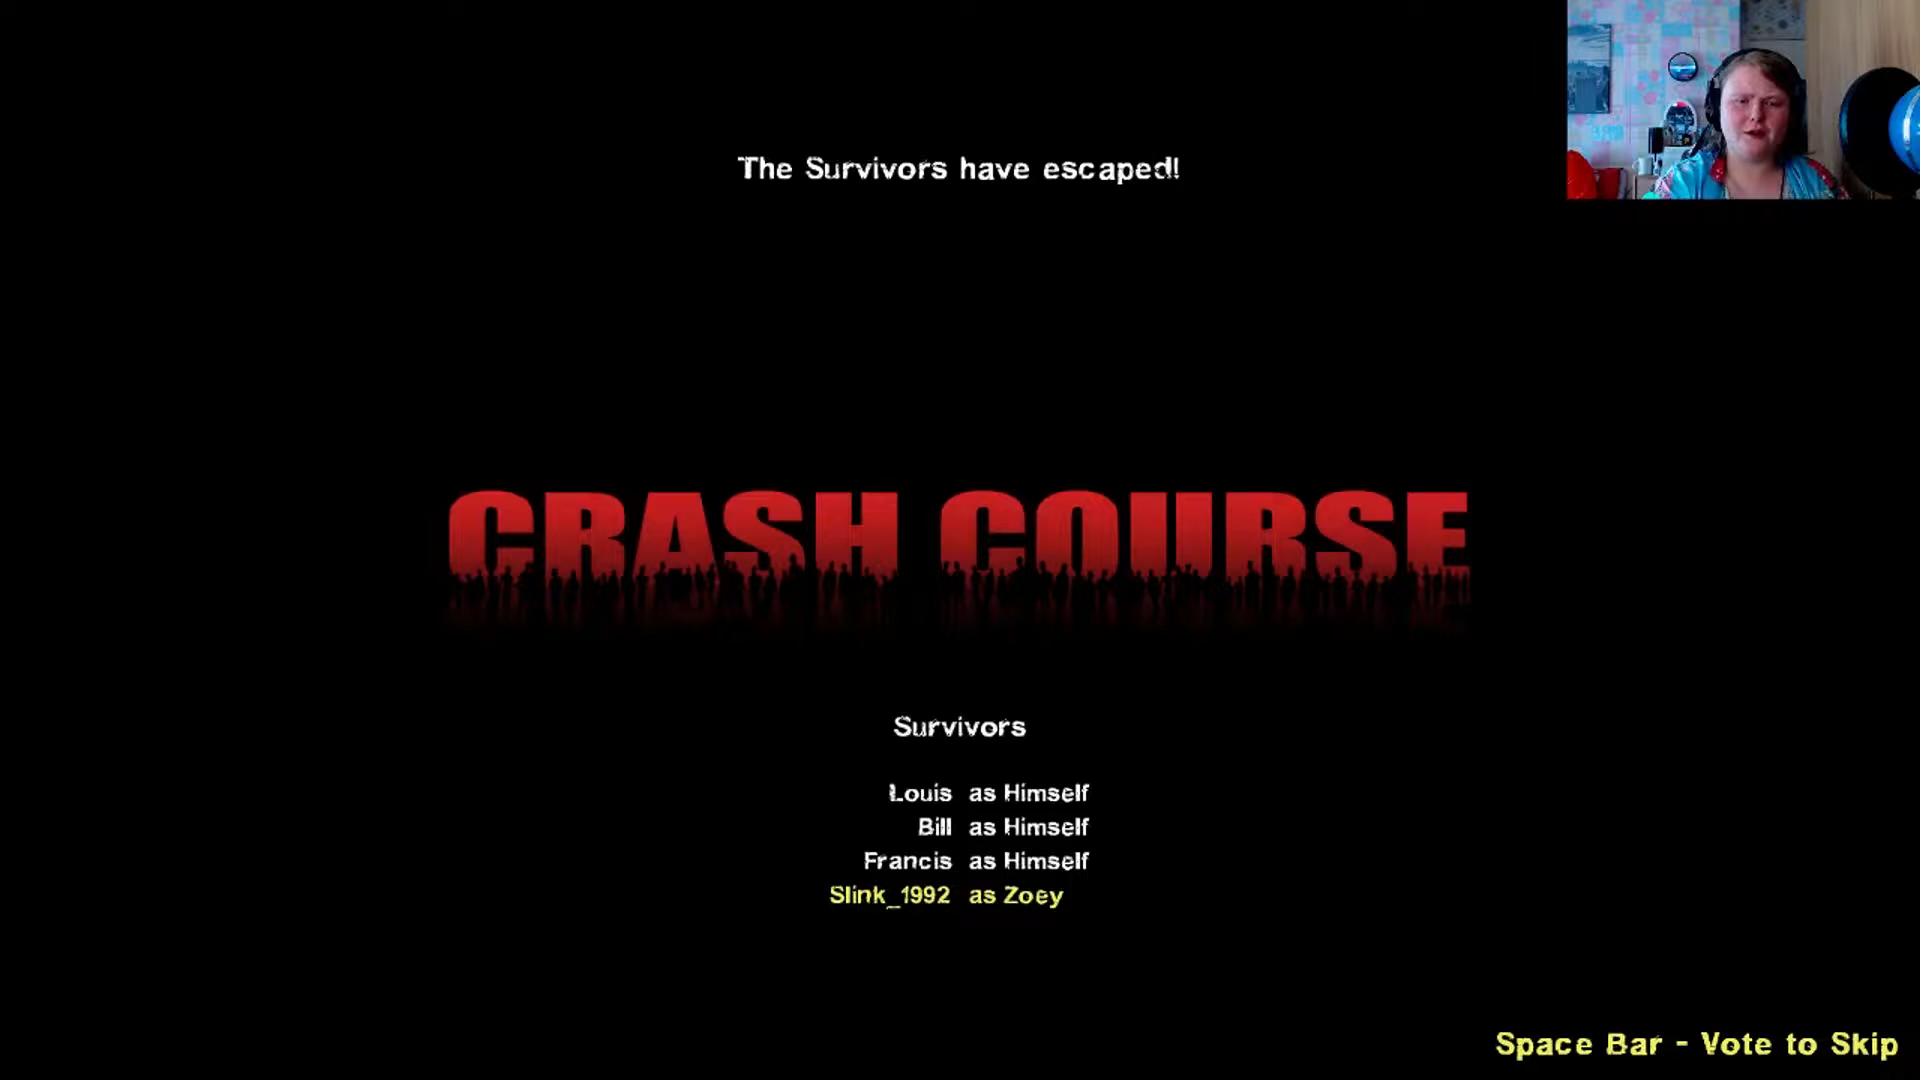 The Survivors have escaped!
CRASH COURSE
Survivors
Louis as Himself
Bill as Himself
Francis as Himself
Slink_1992 as Zoey
Space Bar - Vote to Skip